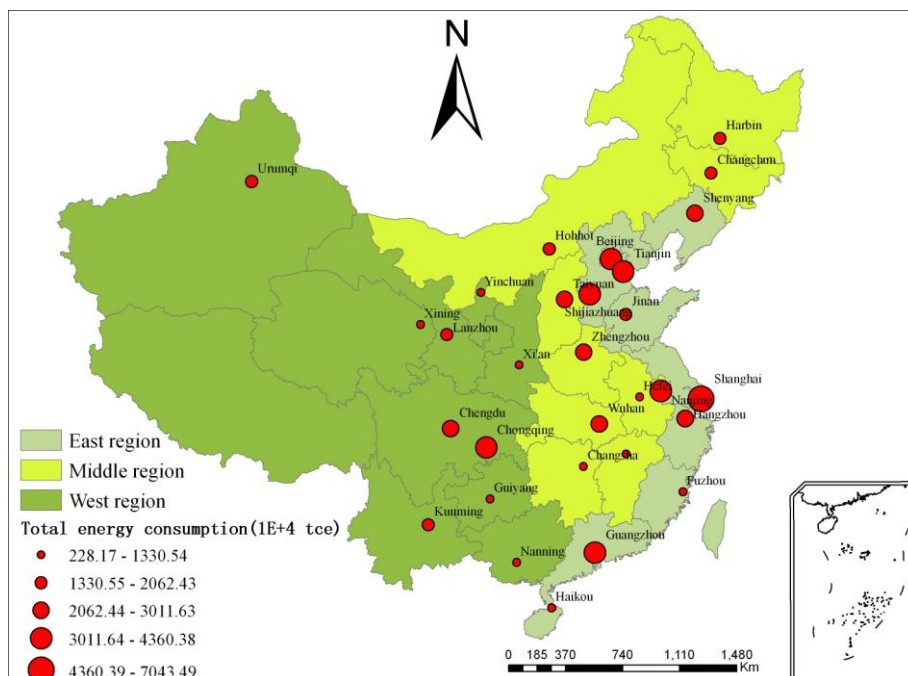 N
Harbin
Changchun
Urumqi
Shenyang
Hohhot
Beijing
Tianjin
Yinchuan
Taiyuan
Jinan
Xining
Shijiazhuang
Lanzhou
Zhengzhou
Xi'an
Shanghai
Hefei
Nanjing
Wuhan
Hangzhou
Chengdu
Chongqing
Changsha
Guiyang
Fuzhou
Kunming
Guangzhou
Nanning
Haikou
East region
Middle region
West region
Total energy consumption(1E+4 tce)
228.17 - 1330.54
1330.55 - 2062.43
2062.44 - 3011.63
3011.64 - 4360.38
4360.39 - 7043.49
0 185 370 740 1,110 1,480
Km